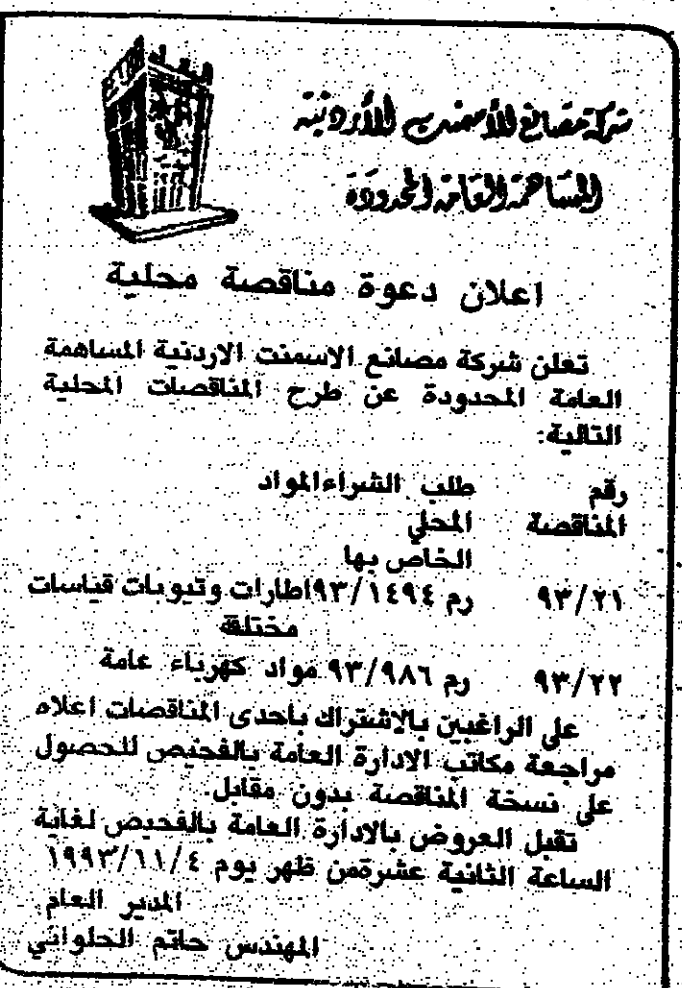 شركة مصانع الأسمنت الأردنية
المساهمة العامة المحدودة
اعلان دعوة مناقصة محلية
تعلن شركة مصانع الاسمنت الاردنية المساهمة
العامة المحدودة عن طرح المناقصات المحلية
التالية:
رقم طلب الشراء المواد
المناقصة المحلي
الخاص بها
٩٣/٢١ رم ٩٣/١٤٩٤ اطارات وتيوبات قياسات
مختلفة
٩٣/٢٢ رم ٩٣/٩٨٦ مواد كهرباء عامة
على الراغبين بالاشتراك باحدى المناقصات اعلاه
مراجعة مكاتب الادارة العامة بالفحيص للحصول
على نسخة المناقصة بدون مقابل.
تقبل العروض بالادارة العامة بالفحيص لغاية
الساعة الثانية عشرة من ظهر يوم ١٩٩٣/١١/٤
المدير العام
المهندس حاتم الحلواني